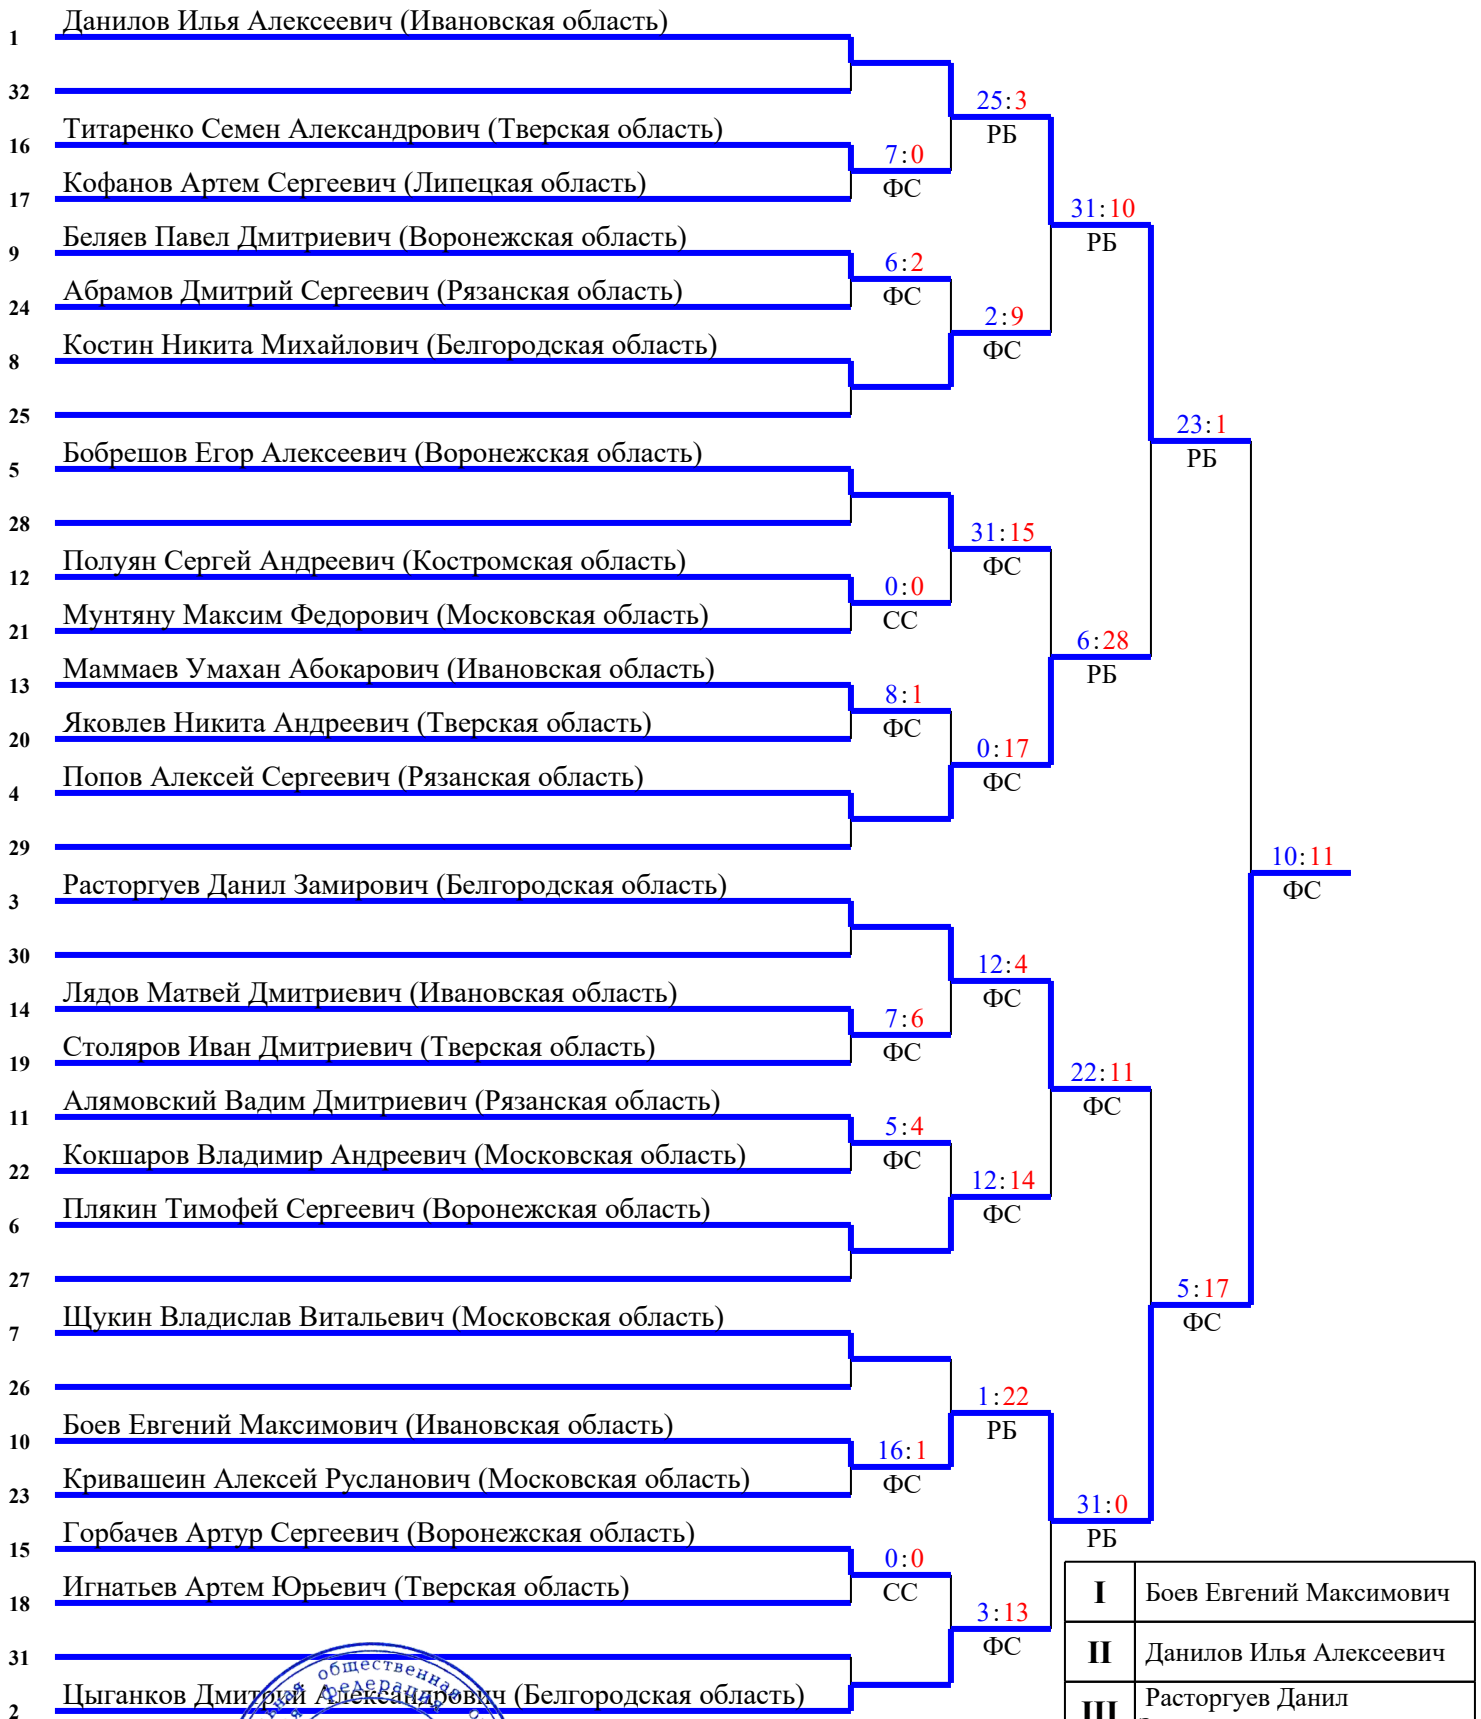 Данилов Илья Алексеевич (Ивановская область)
1
32
25:3
РБ
Титаренко Семен Александрович (Тверская область)
16
7:0
ФС
Кофанов Артем Сергеевич (Липецкая область)
17
31:10
РБ
Беляев Павел Дмитриевич (Воронежская область)
9
6:2
ФС
Абрамов Дмитрий Сергеевич (Рязанская область)
24
2:9
ФС
Костин Никита Михайлович (Белгородская область)
8
25
23:1
РБ
Бобрешов Егор Алексеевич (Воронежская область)
5
28
31:15
ФС
Полуян Сергей Андреевич (Костромская область)
12
0:0
СС
Мунтяну Максим Федорович (Московская область)
21
6:28
РБ
Маммаев Умахан Абокарович (Ивановская область)
13
8:1
ФС
Яковлев Никита Андреевич (Тверская область)
20
0:17
ФС
Попов Алексей Сергеевич (Рязанская область)
4
29
10:11
ФС
Расторгуев Данил Замирович (Белгородская область)
3
30
12:4
ФС
Лядов Матвей Дмитриевич (Ивановская область)
14
7:6
ФС
Столяров Иван Дмитриевич (Тверская область)
19
22:11
ФС
Алямовский Вадим Дмитриевич (Рязанская область)
11
5:4
ФС
Кокшаров Владимир Андреевич (Московская область)
22
12:14
ФС
Плякин Тимофей Сергеевич (Воронежская область)
6
27
5:17
ФС
Щукин Владислав Витальевич (Московская область)
7
26
1:22
РБ
Боев Евгений Максимович (Ивановская область)
10
16:1
ФС
Кривашеин Алексей Русланович (Московская область)
23
31:0
РБ
Горбачев Артур Сергеевич (Воронежская область)
15
0:0
СС
Игнатьев Артем Юрьевич (Тверская область)
18
3:13
ФС
31
Цыганков Дмитрий Александрович (Белгородская область)
2
общественная
федерация
I Боев Евгений Максимович
II Данилов Илья Алексеевич
III Расторгуев Данил